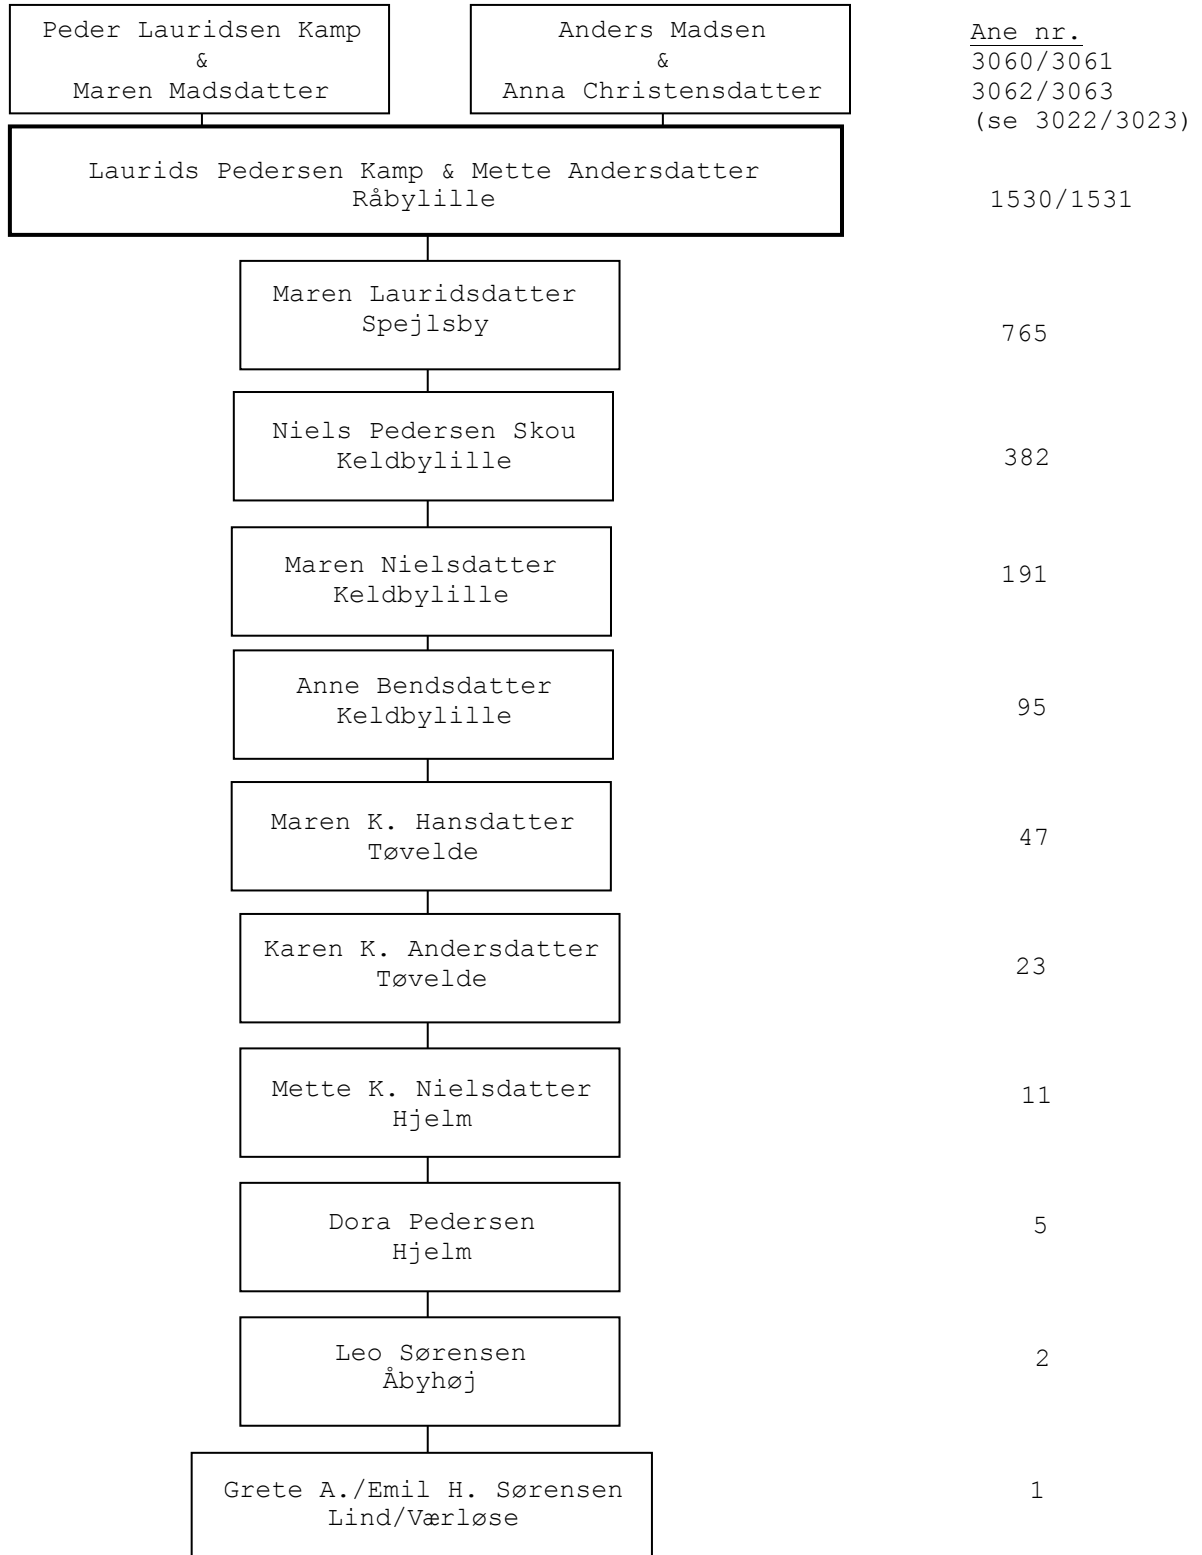 Peder Lauridsen Kamp
&
Maren Madsdatter
Anders Madsen
&
Anna Christensdatter
Ane nr.
3060/3061
3062/3063
(se 3022/3023)
Laurids Pedersen Kamp & Mette Andersdatter
Råbylille
1530/1531
Maren Lauridsdatter
Spejlsby
765
Niels Pedersen Skou
Keldbylille
382
Maren Nielsdatter
Keldbylille
191
Anne Bendsdatter
Keldbylille
95
Maren K. Hansdatter
Tøvelde
47
Karen K. Andersdatter
Tøvelde
23
Mette K. Nielsdatter
Hjelm
11
Dora Pedersen
Hjelm
5
Leo Sørensen
Åbyhøj
2
Grete A./Emil H. Sørensen
Lind/Værløse
1